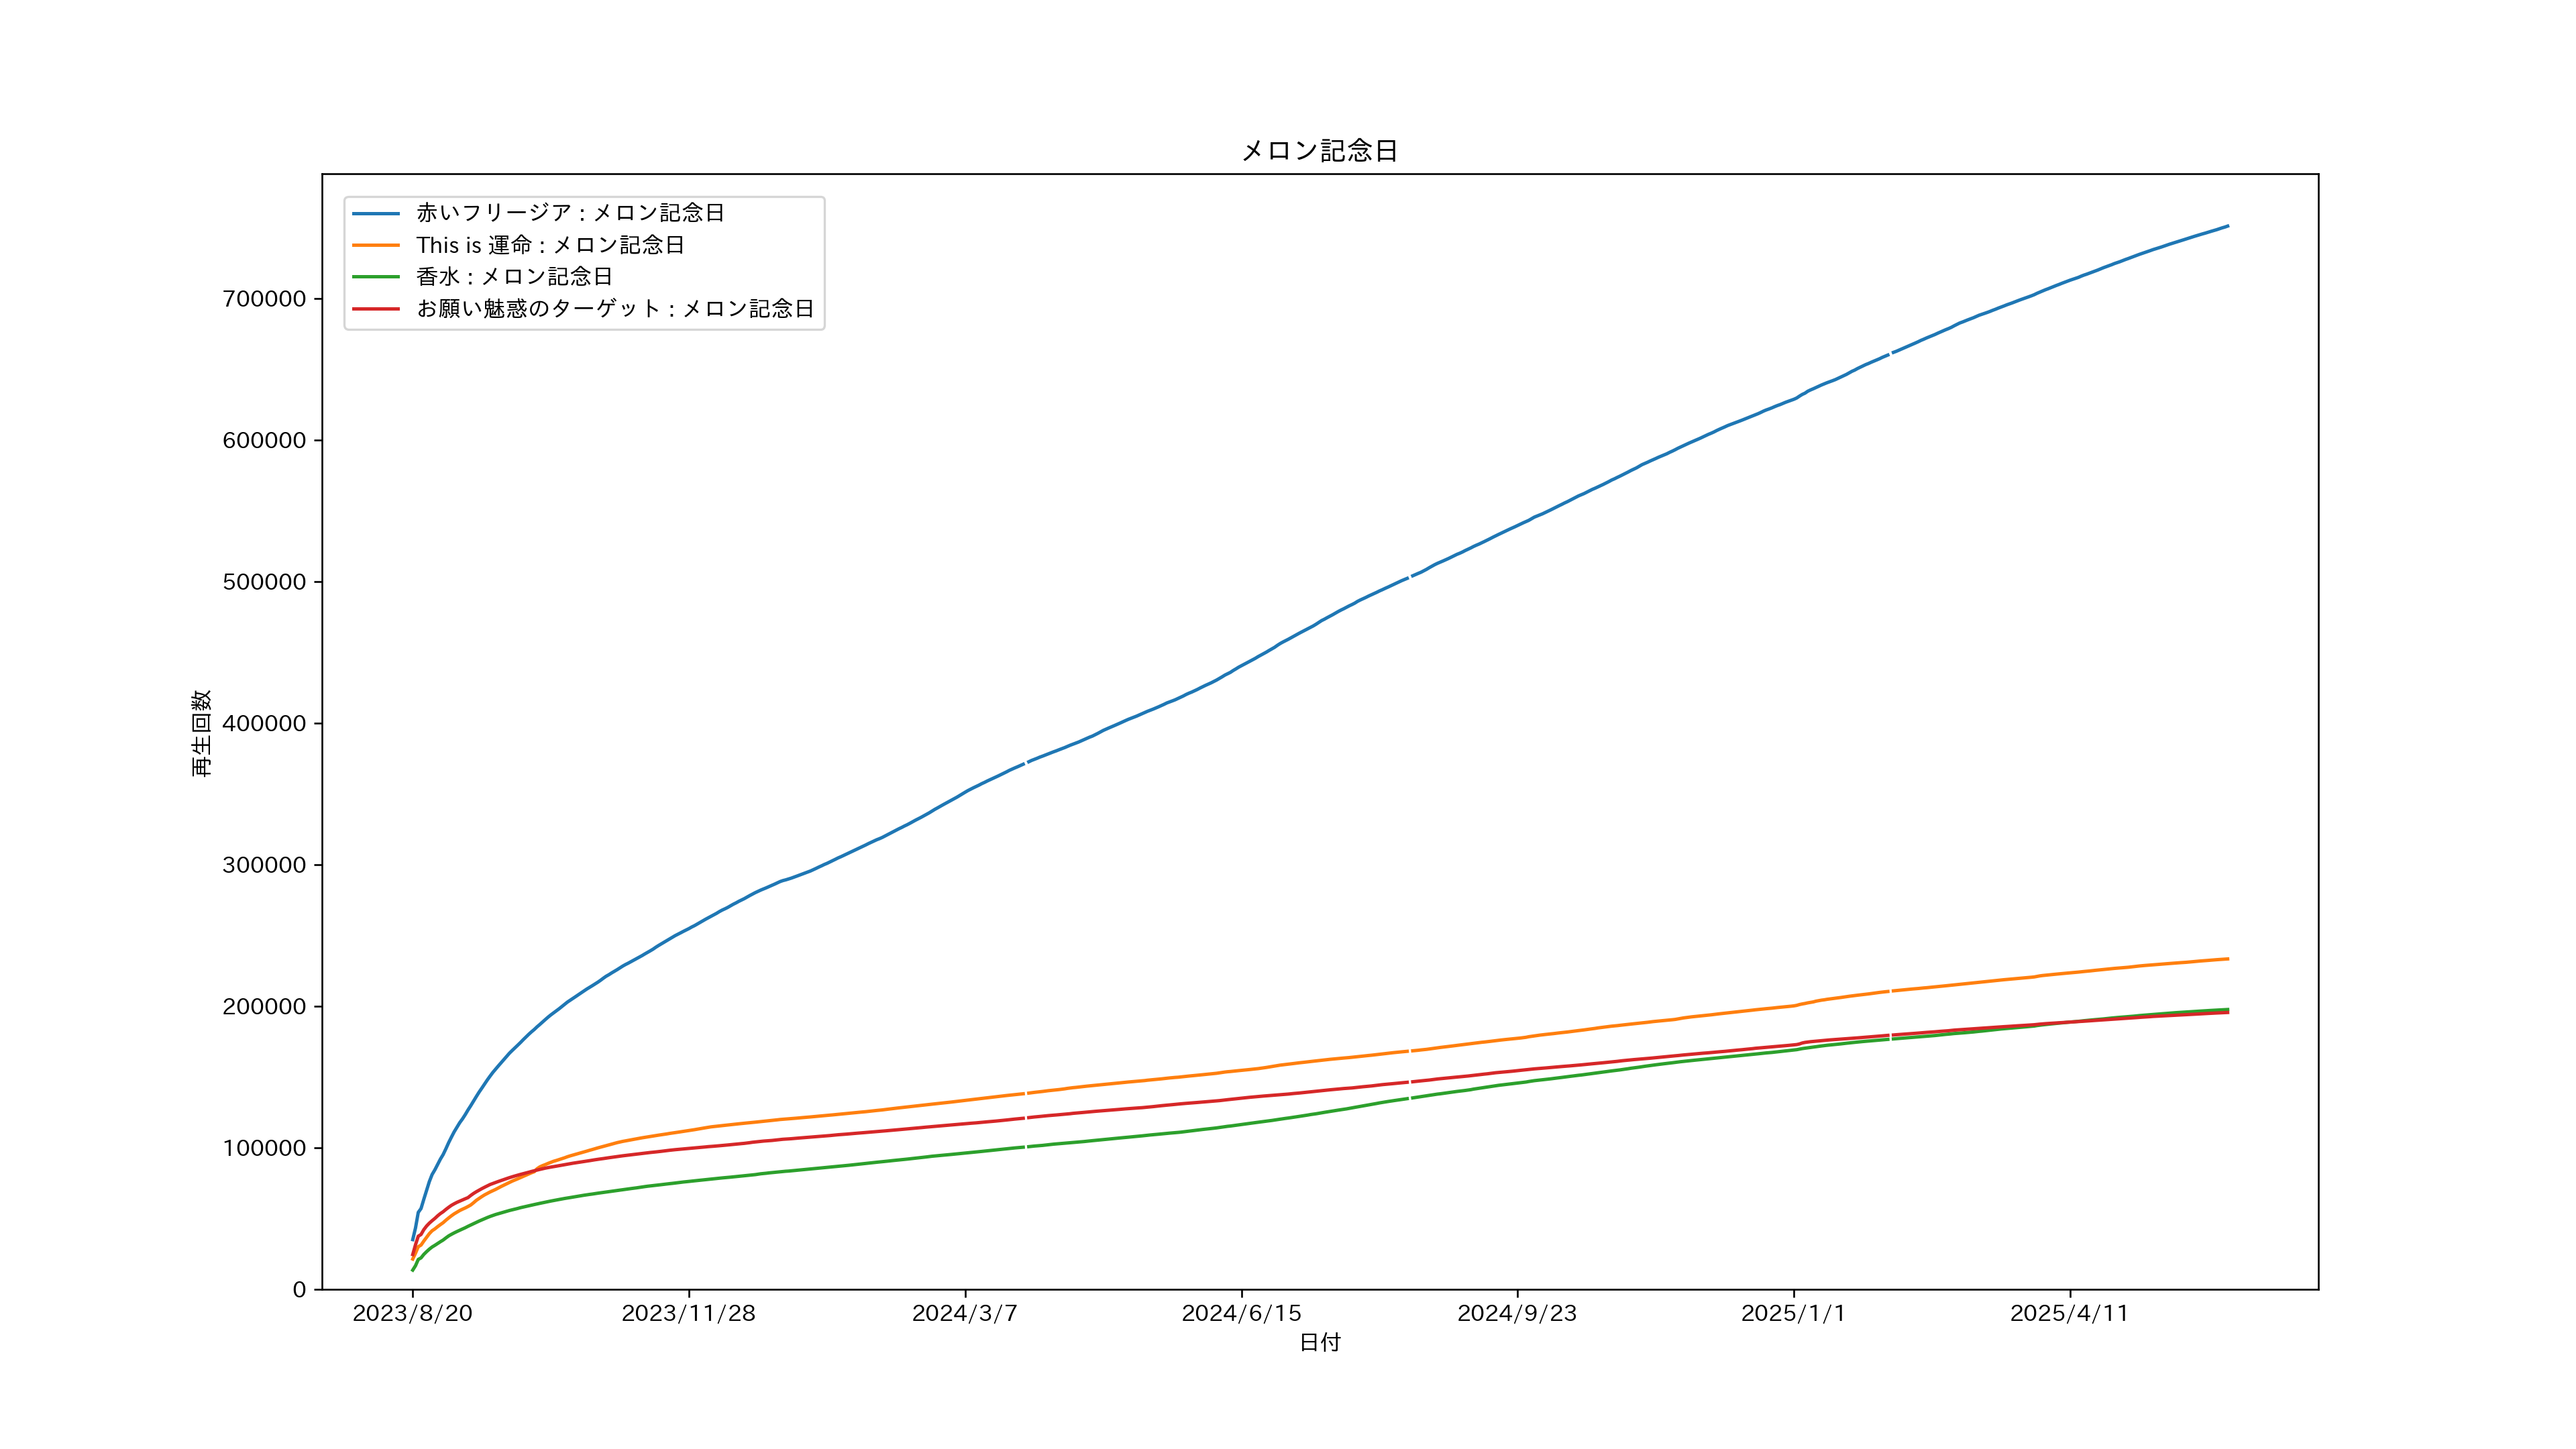 メロン記念日
赤いフリージア : メロン記念日
This is 運命 : メロン記念日
香水 : メロン記念日
お願い魅惑のターゲット : メロン記念日
再生回数
700000
600000
500000
400000
300000
200000
100000
0
2023/8/20 2023/11/28 2024/3/7 2024/6/15 2024/9/23 2025/1/1 2025/4/11
日付